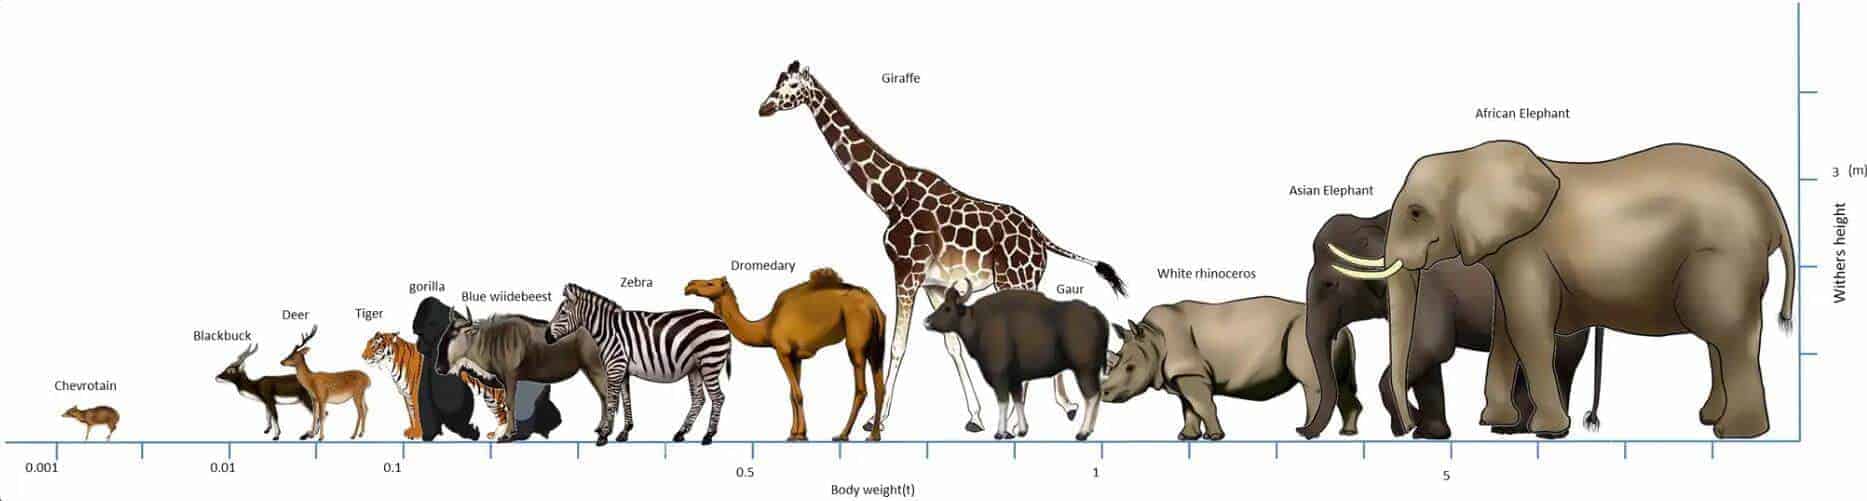 Giraffe
African Elephant
3 (m)
Asian Elephant
Withers height
Dromedary
White rhinoceros
Zebra
gorilla
Gaur
Blue wiidebeest
Deer
Tiger
Blackbuck
Chevrotain
0.001 0.01 0.1 0.5 1 5
Body weight(t)